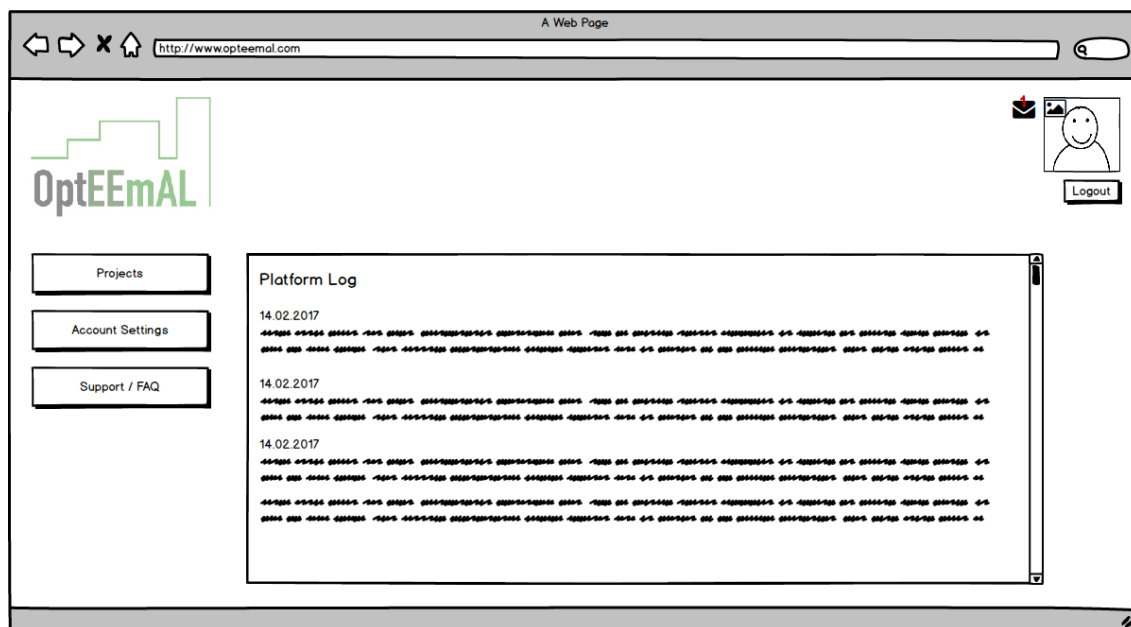 A Web Page
http://www.opteemal.com
1
OptEEmAL
Logout
Projects
Account Settings
Support / FAQ
Platform Log
14.02.2017
14.02.2017
14.02.2017